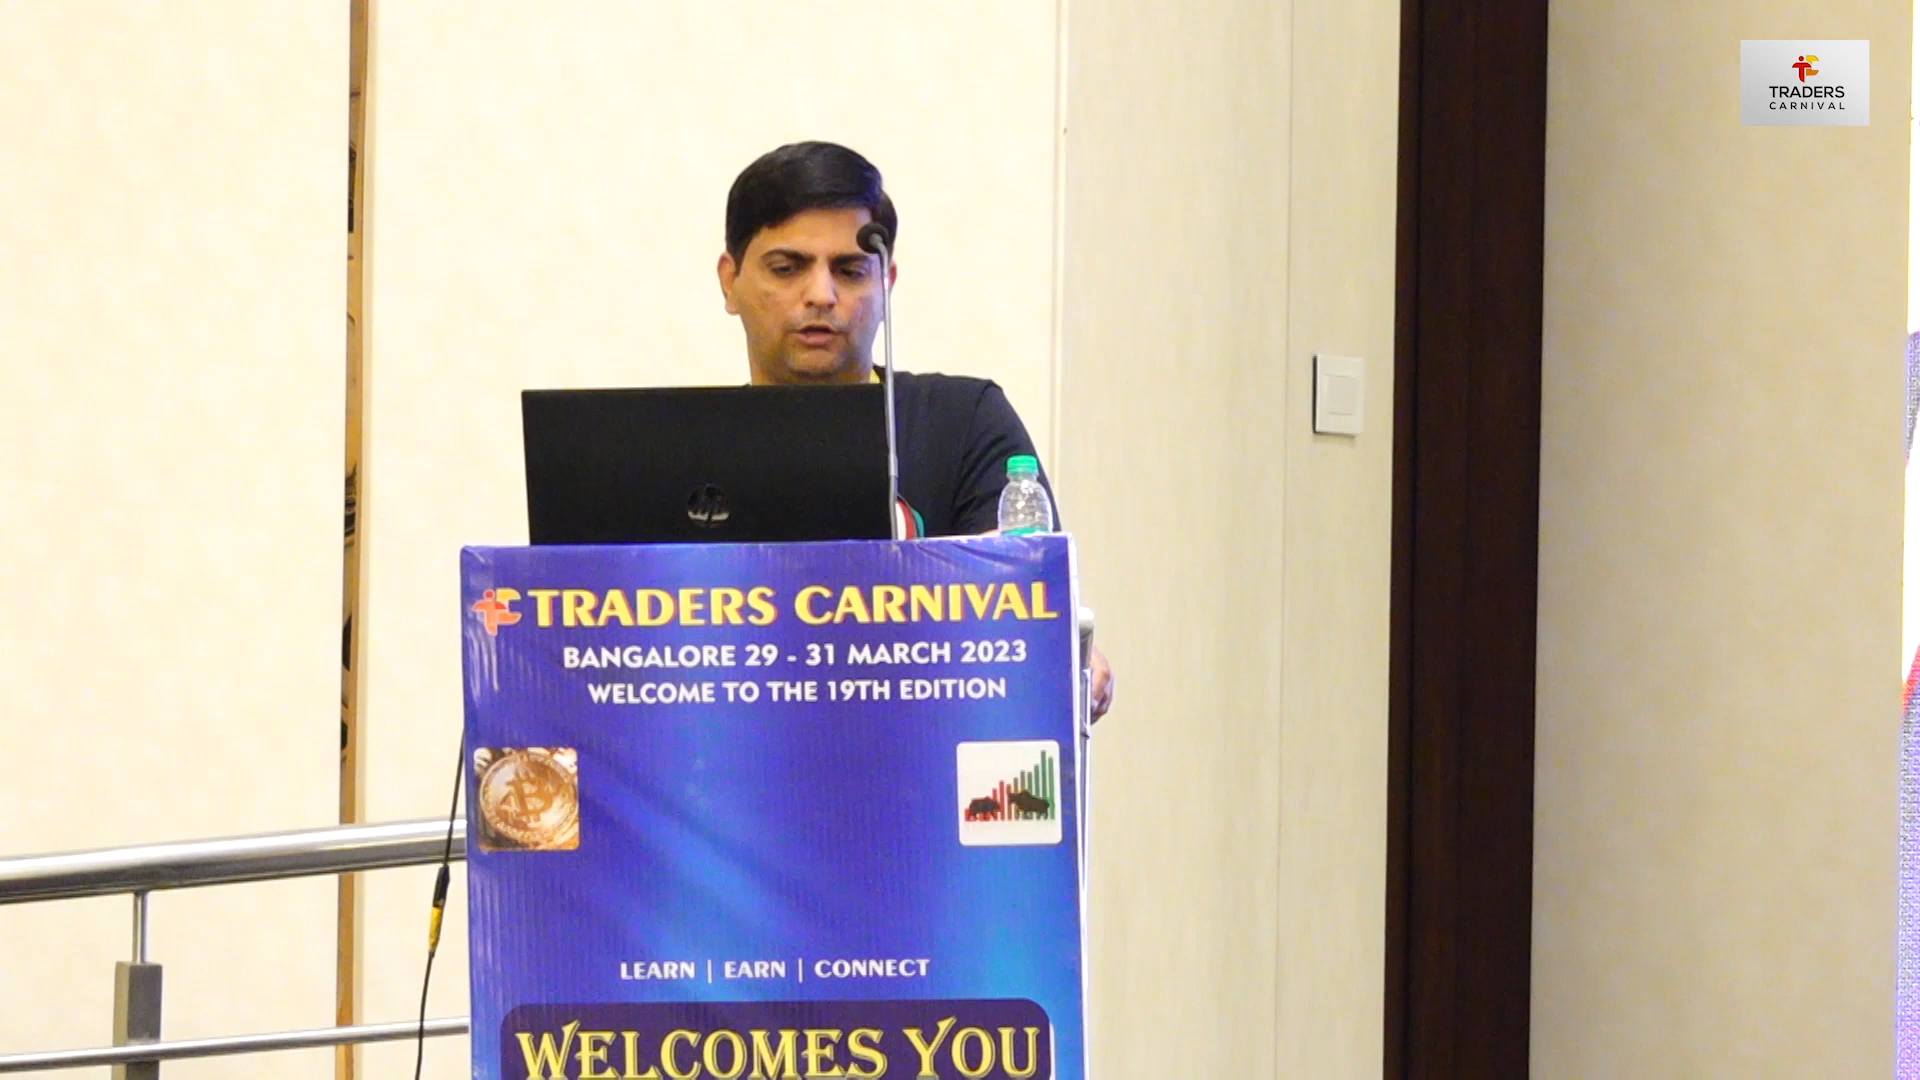 TRADERS
CARNIVAL
hp
TRADERS CARNIVAL
BANGALORE 29 - 31 MARCH 2023
WELCOME TO THE 19TH EDITION
LEARN | EARN | CONNECT
WELCOMES YOU